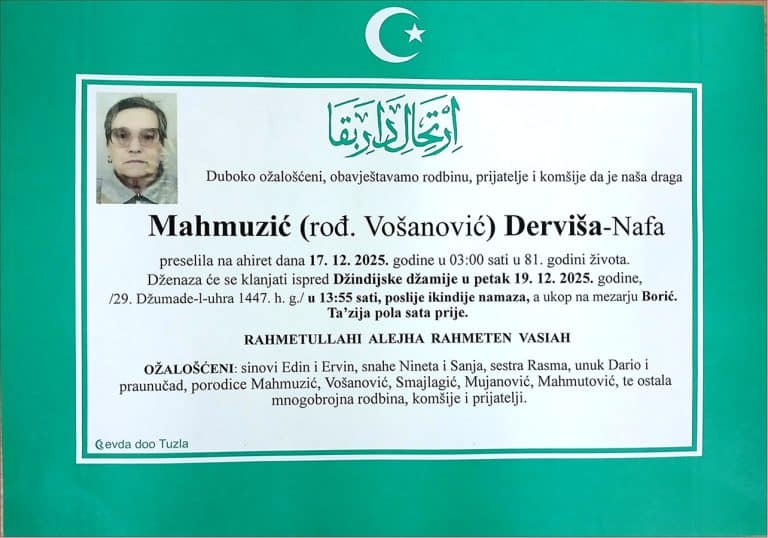 اِرتحال دار بقا
Duboko ožalošćeni, obavještavamo rodbinu, prijatelje i komšije da je naša draga
Mahmuzić (rođ. Vošanović) Derviša-Nafa
preselila na ahiret dana 17. 12. 2025. godine u 03:00 sati u 81. godini života.
Dženaza će se klanjati ispred Džindijske džamije u petak 19. 12. 2025. godine,
/29. Džumade-l-uhra 1447. h. g./ u 13:55 sati, poslije ikindije namaza, a ukop na mezarju Borić.
Ta’zija pola sata prije.
RAHMETULLAHI ALEJHA RAHMETEN VASIAH
OŽALOŠĆENI: sinovi Edin i Ervin, snahe Nineta i Sanja, sestra Rasma, unuk Dario i
praunučad, porodice Mahmuzić, Vošanović, Smajlagić, Mujanović, Mahmutović, te ostala
mnogobrojna rodbina, komšije i prijatelji.
Revda doo Tuzla